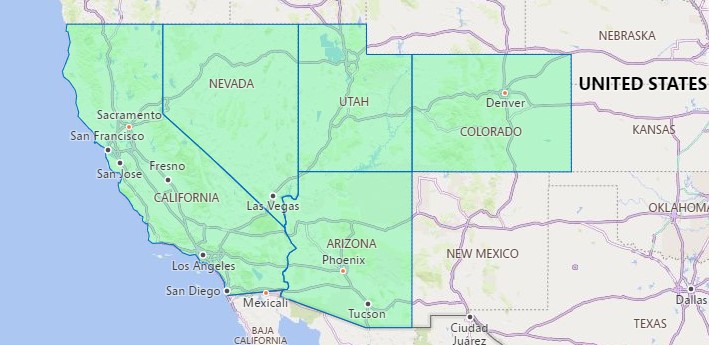 NEBRASKA
NEVADA
UNITED STATES
UTAH
Denver
Sacramento
COLORADO
KANSAS
San Francisco
San Jose
Fresno
CALIFORNIA
Las Vegas
OKLAHOMA
ARIZONA
NEW MEXICO
Phoenix
Los Angeles
San Diego
Mexicali
Dallas
Tucson
TEXAS
BAJA
CALIFORNIA
Ciudad
Juárez